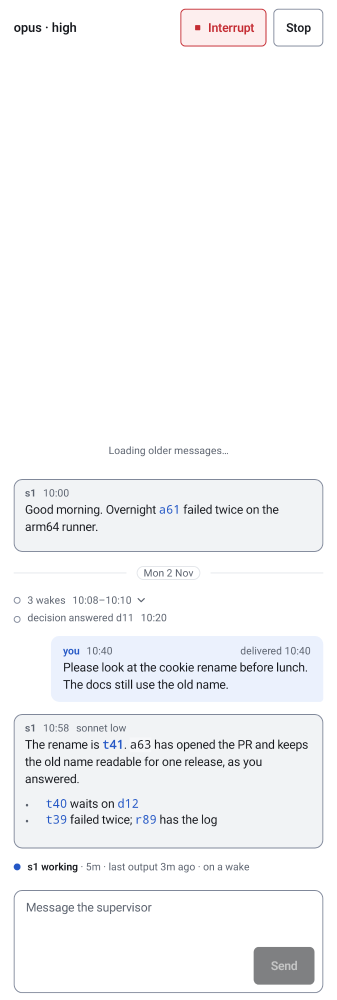 opus · high
Interrupt
Stop
Loading older messages…
s1 10:00
Good morning. Overnight a61 failed twice on the
arm64 runner.
Mon 2 Nov
3 wakes 10:08–10:10
decision answered d11 10:20
you 10:40 delivered 10:40
Please look at the cookie rename before lunch.
The docs still use the old name.
s1 10:58 sonnet low
The rename is t41. a63 has opened the PR and keeps
the old name readable for one release, as you
answered.
• t40 waits on d12
• t39 failed twice; r89 has the log
s1 working · 5m · last output 3m ago · on a wake
Message the supervisor
Send